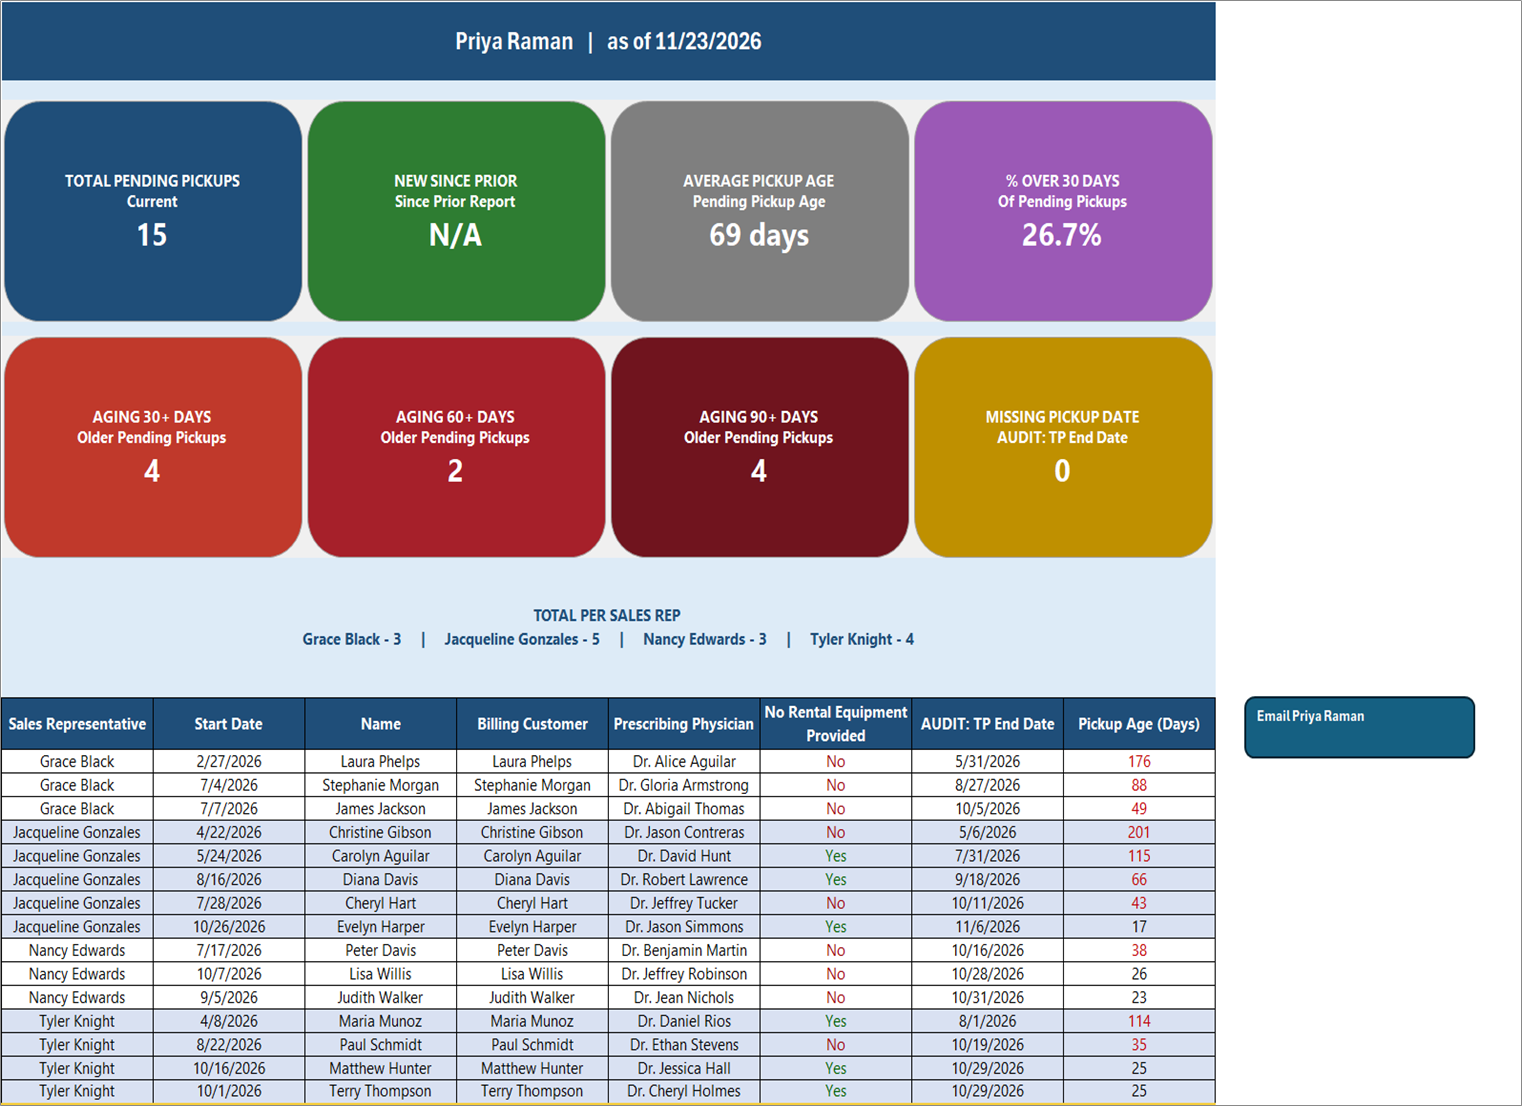 Priya Raman | as of 11/23/2026
TOTAL PENDING PICKUPS
Current
15
NEW SINCE PRIOR
Since Prior Report
N/A
AVERAGE PICKUP AGE
Pending Pickup Age
69 days
% OVER 30 DAYS
Of Pending Pickups
26.7%
AGING 30+ DAYS
Older Pending Pickups
4
AGING 60+ DAYS
Older Pending Pickups
2
AGING 90+ DAYS
Older Pending Pickups
4
MISSING PICKUP DATE
AUDIT: TP End Date
0
TOTAL PER SALES REP
Grace Black - 3 | Jacqueline Gonzales - 5 | Nancy Edwards - 3 | Tyler Knight - 4
Sales Representative Start Date Name Billing Customer Prescribing Physician No Rental Equipment Provided AUDIT: TP End Date Pickup Age (Days)
Email Priya Raman
Grace Black 2/27/2026 Laura Phelps Laura Phelps Dr. Alice Aguilar No 5/31/2026 176
Grace Black 7/4/2026 Stephanie Morgan Stephanie Morgan Dr. Gloria Armstrong No 8/27/2026 88
Grace Black 7/7/2026 James Jackson James Jackson Dr. Abigail Thomas No 10/5/2026 49
Jacqueline Gonzales 4/22/2026 Christine Gibson Christine Gibson Dr. Jason Contreras No 5/6/2026 201
Jacqueline Gonzales 5/24/2026 Carolyn Aguilar Carolyn Aguilar Dr. David Hunt Yes 7/31/2026 115
Jacqueline Gonzales 8/16/2026 Diana Davis Diana Davis Dr. Robert Lawrence Yes 9/18/2026 66
Jacqueline Gonzales 7/28/2026 Cheryl Hart Cheryl Hart Dr. Jeffrey Tucker No 10/11/2026 43
Jacqueline Gonzales 10/26/2026 Evelyn Harper Evelyn Harper Dr. Jason Simmons Yes 11/6/2026 17
Nancy Edwards 7/17/2026 Peter Davis Peter Davis Dr. Benjamin Martin No 10/16/2026 38
Nancy Edwards 10/7/2026 Lisa Willis Lisa Willis Dr. Jeffrey Robinson No 10/28/2026 26
Nancy Edwards 9/5/2026 Judith Walker Judith Walker Dr. Jean Nichols No 10/31/2026 23
Tyler Knight 4/8/2026 Maria Munoz Maria Munoz Dr. Daniel Rios Yes 8/1/2026 114
Tyler Knight 8/22/2026 Paul Schmidt Paul Schmidt Dr. Ethan Stevens No 10/19/2026 35
Tyler Knight 10/16/2026 Matthew Hunter Matthew Hunter Dr. Jessica Hall Yes 10/29/2026 25
Tyler Knight 10/1/2026 Terry Thompson Terry Thompson Dr. Cheryl Holmes Yes 10/29/2026 25